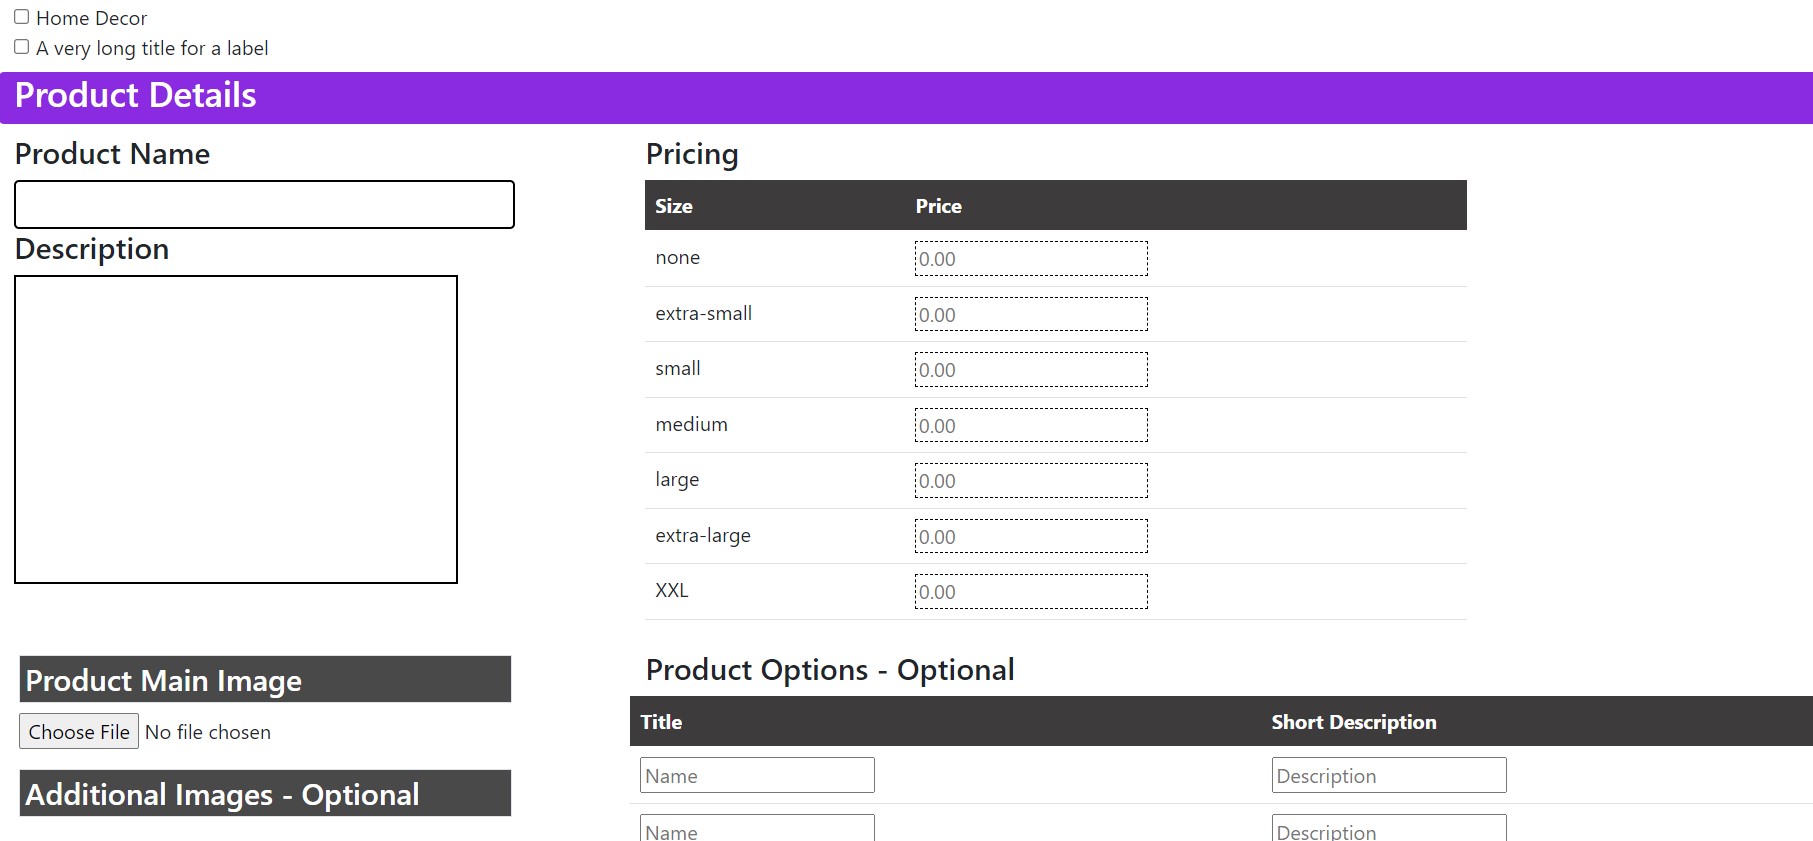 Home Decor
A very long title for a label
Product Details
Product Name
Description
Pricing
Size Price
none 0.00
extra-small 0.00
small 0.00
medium 0.00
large 0.00
extra-large 0.00
XXL 0.00
Product Main Image
Choose File No file chosen
Additional Images - Optional
Product Options - Optional
Title Short Description
Name Description
Name Description